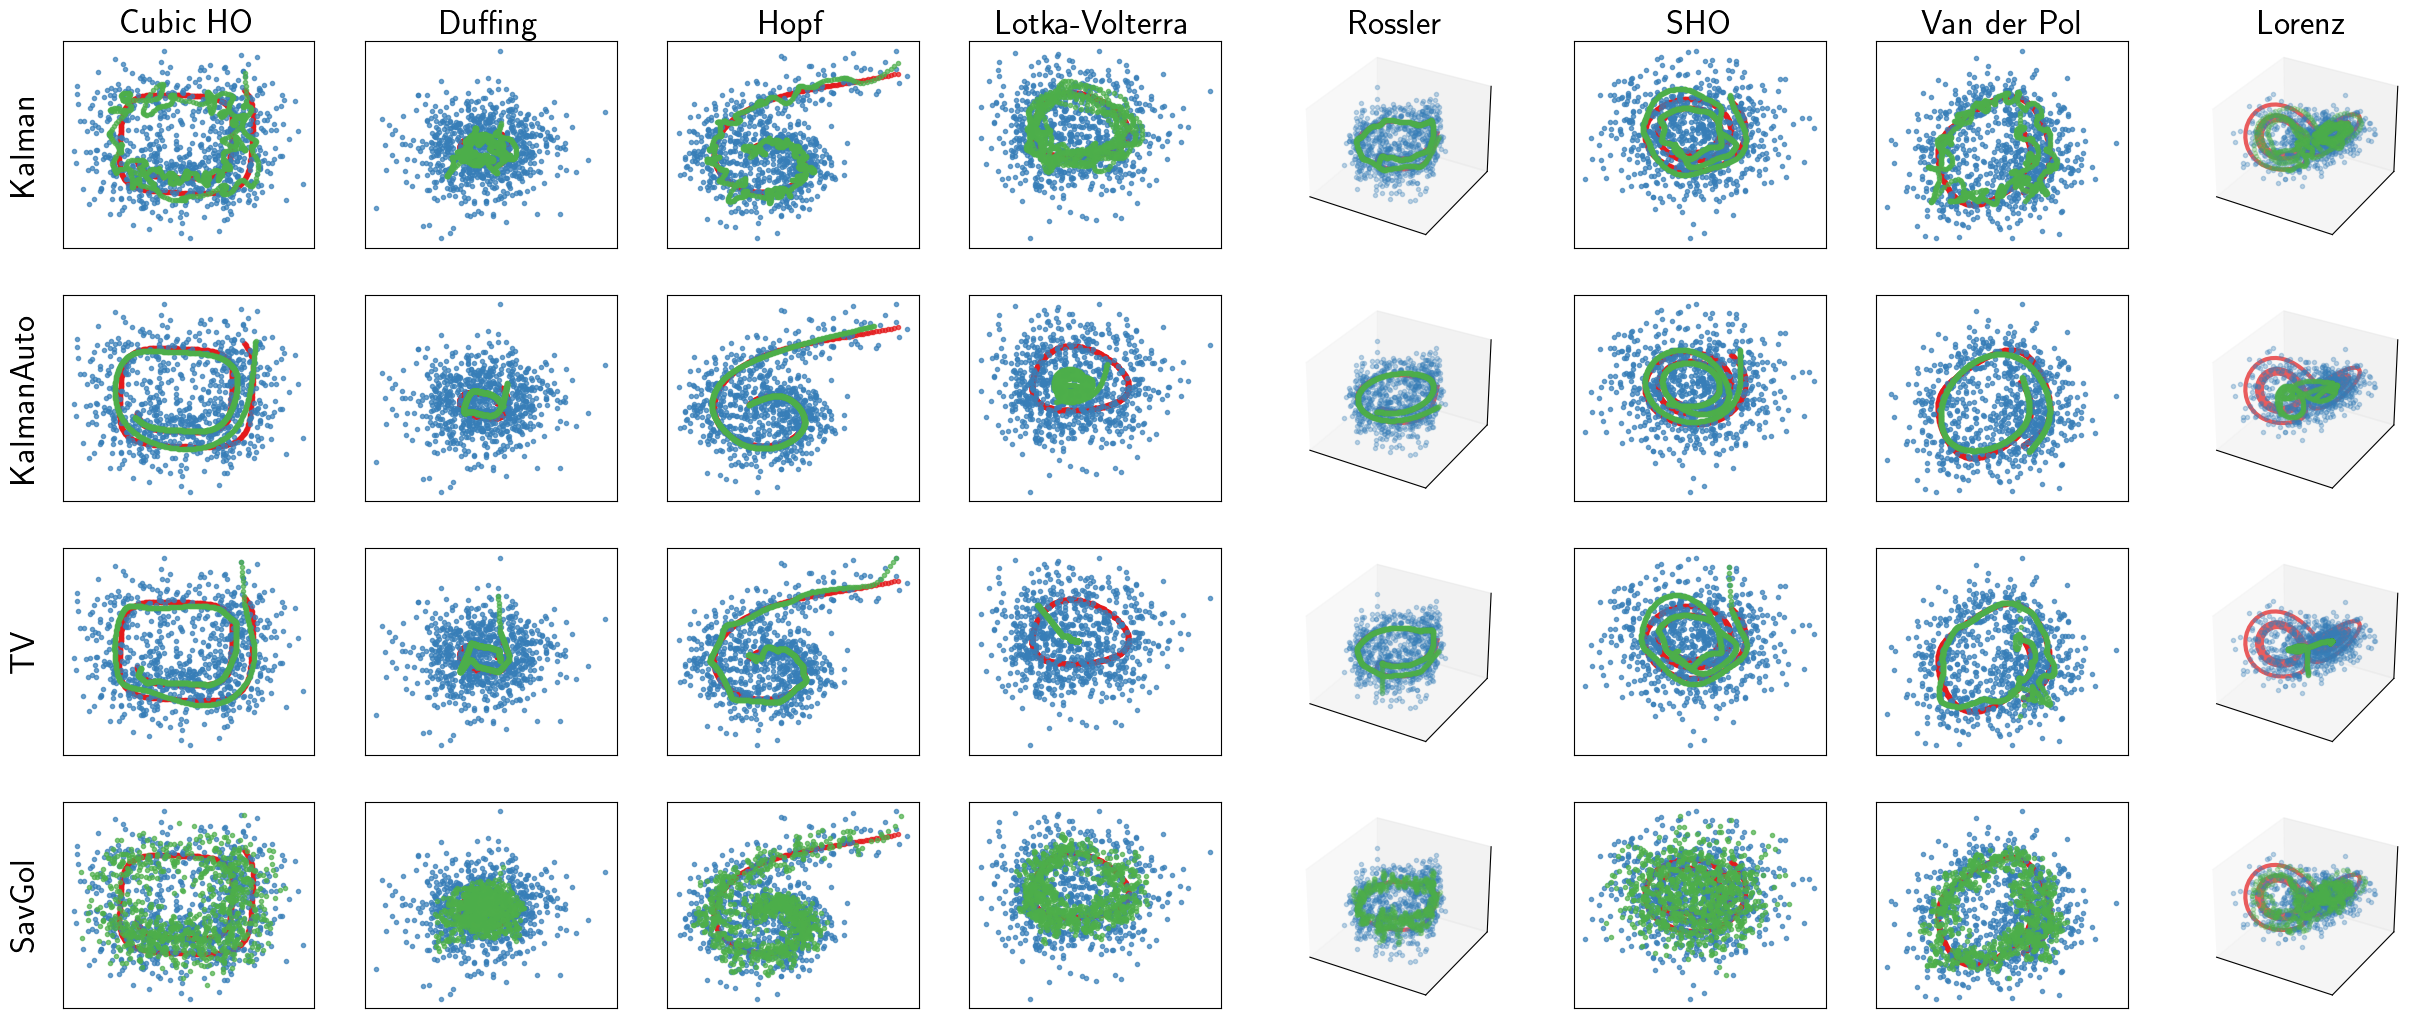 Cubic HO
Duffing
Hopf
Lotka-Volterra
Rossler
SHO
Van der Pol
Lorenz
Kalman
KalmanAuto
TV
SavGol